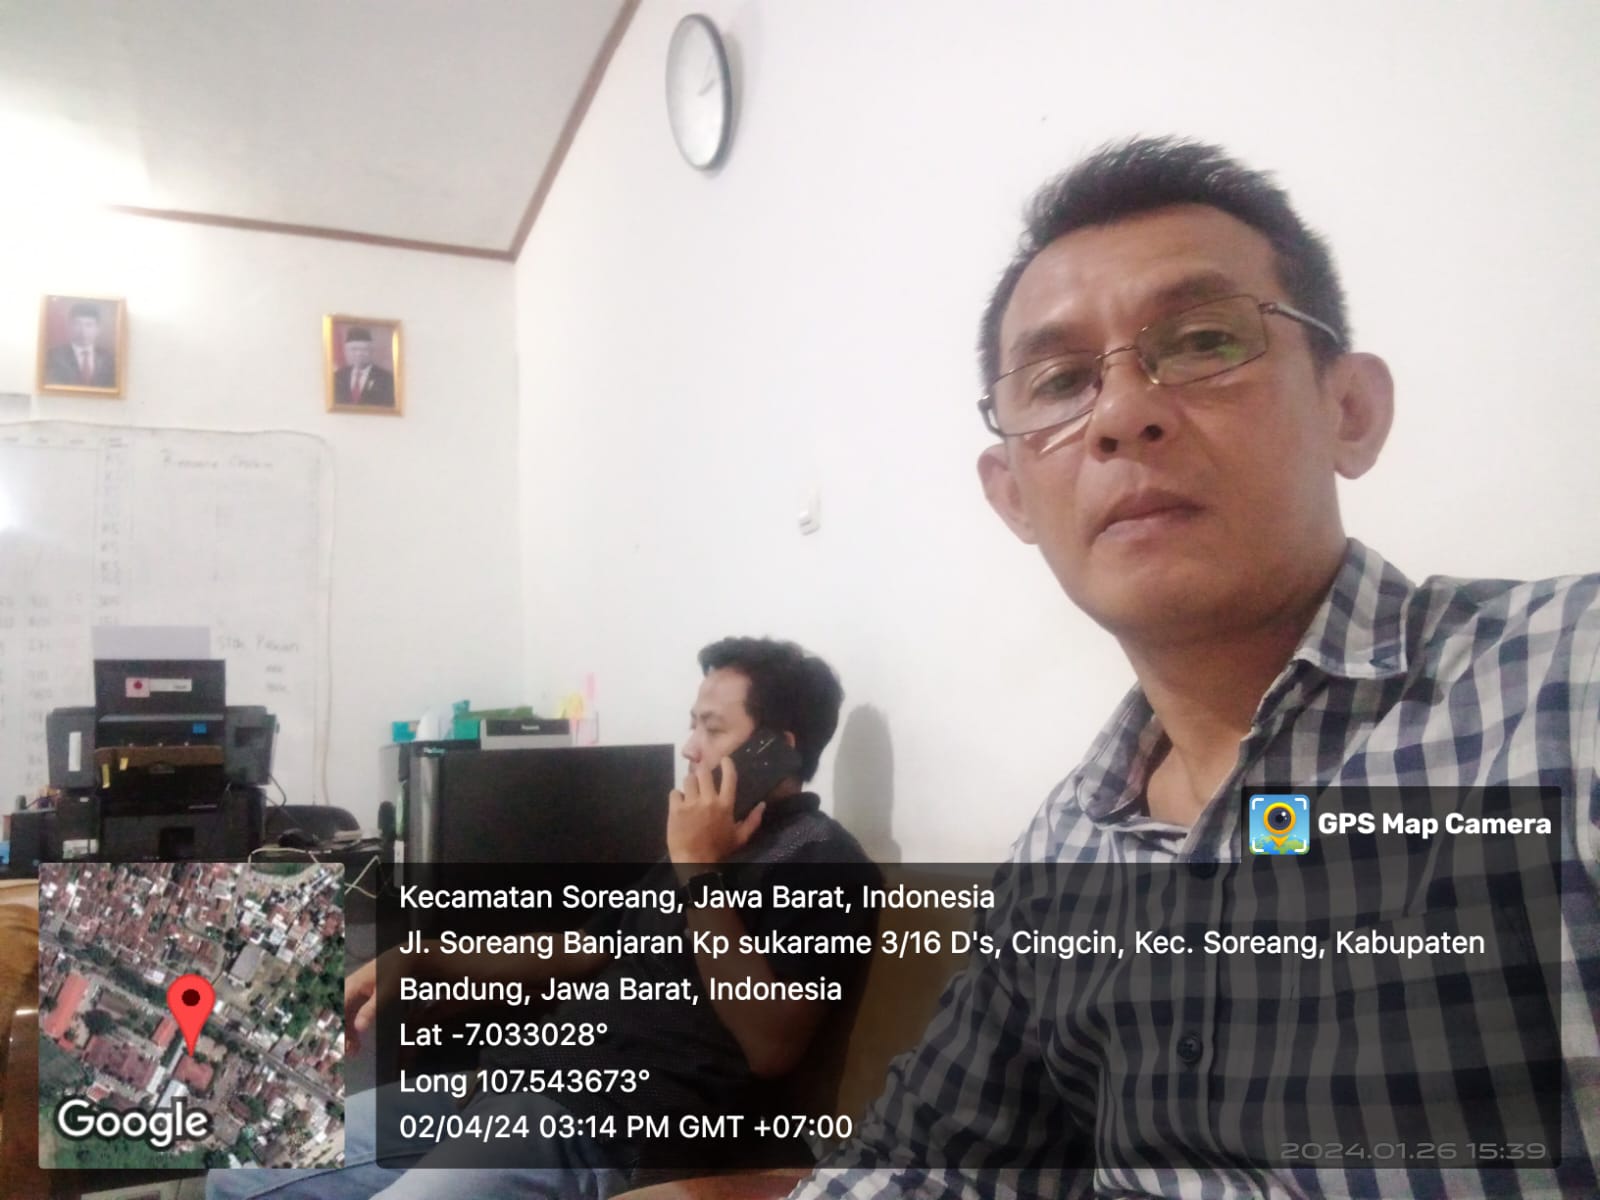 GPS Map Camera
Kecamatan Soreang, Jawa Barat, Indonesia
Jl. Soreang Banjaran Kp sukarame 3/16 D's, Cingcin, Kec. Soreang, Kabupaten
Bandung, Jawa Barat, Indonesia
Lat -7.033028°
Long 107.543673°
02/04/24 03:14 PM GMT +07:00
Google
2024.01.26 15:39